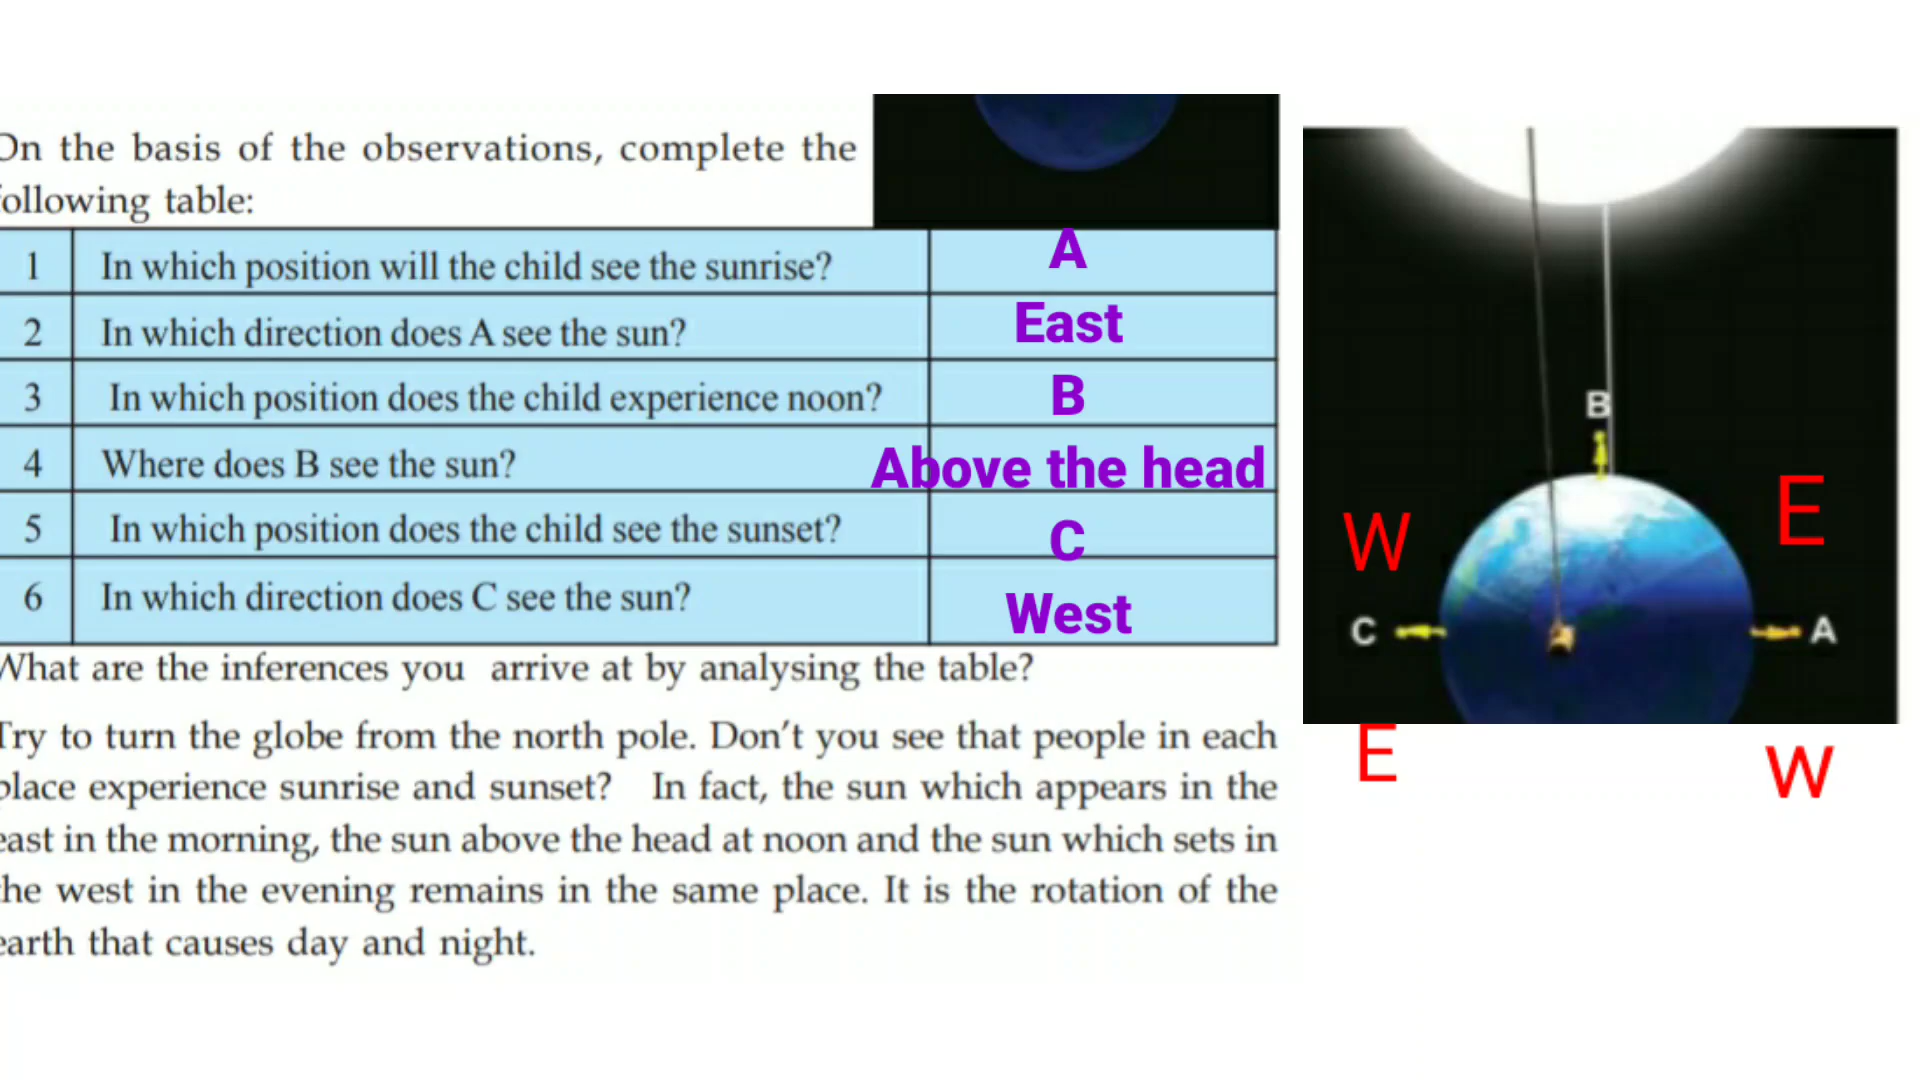 On the basis of the observations, complete the
following table:
1 In which position will the child see the sunrise? A
2 In which direction does A see the sun? East
3 In which position does the child experience noon? B
4 Where does B see the sun? Above the head
5 In which position does the child see the sunset? C
6 In which direction does C see the sun? West
What are the inferences you arrive at by analysing the table?
Try to turn the globe from the north pole. Don't you see that people in each
place experience sunrise and sunset? In fact, the sun which appears in the
east in the morning, the sun above the head at noon and the sun which sets in
the west in the evening remains in the same place. It is the rotation of the
earth that causes day and night.
B
W E
C A
E W